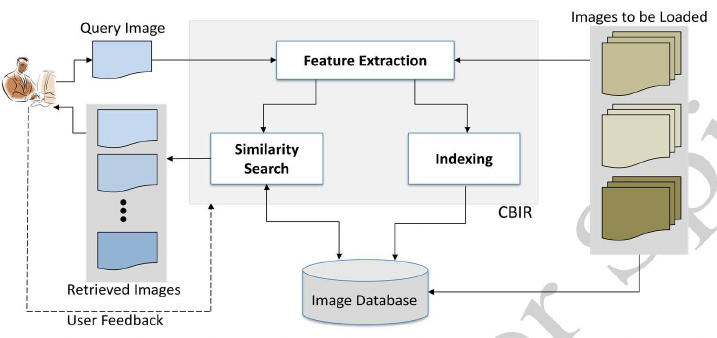 Images to be Loaded
Query Image
Feature Extraction
Similarity
Search
Indexing
CBIR
Retrieved Images
Image Database
User Feedback